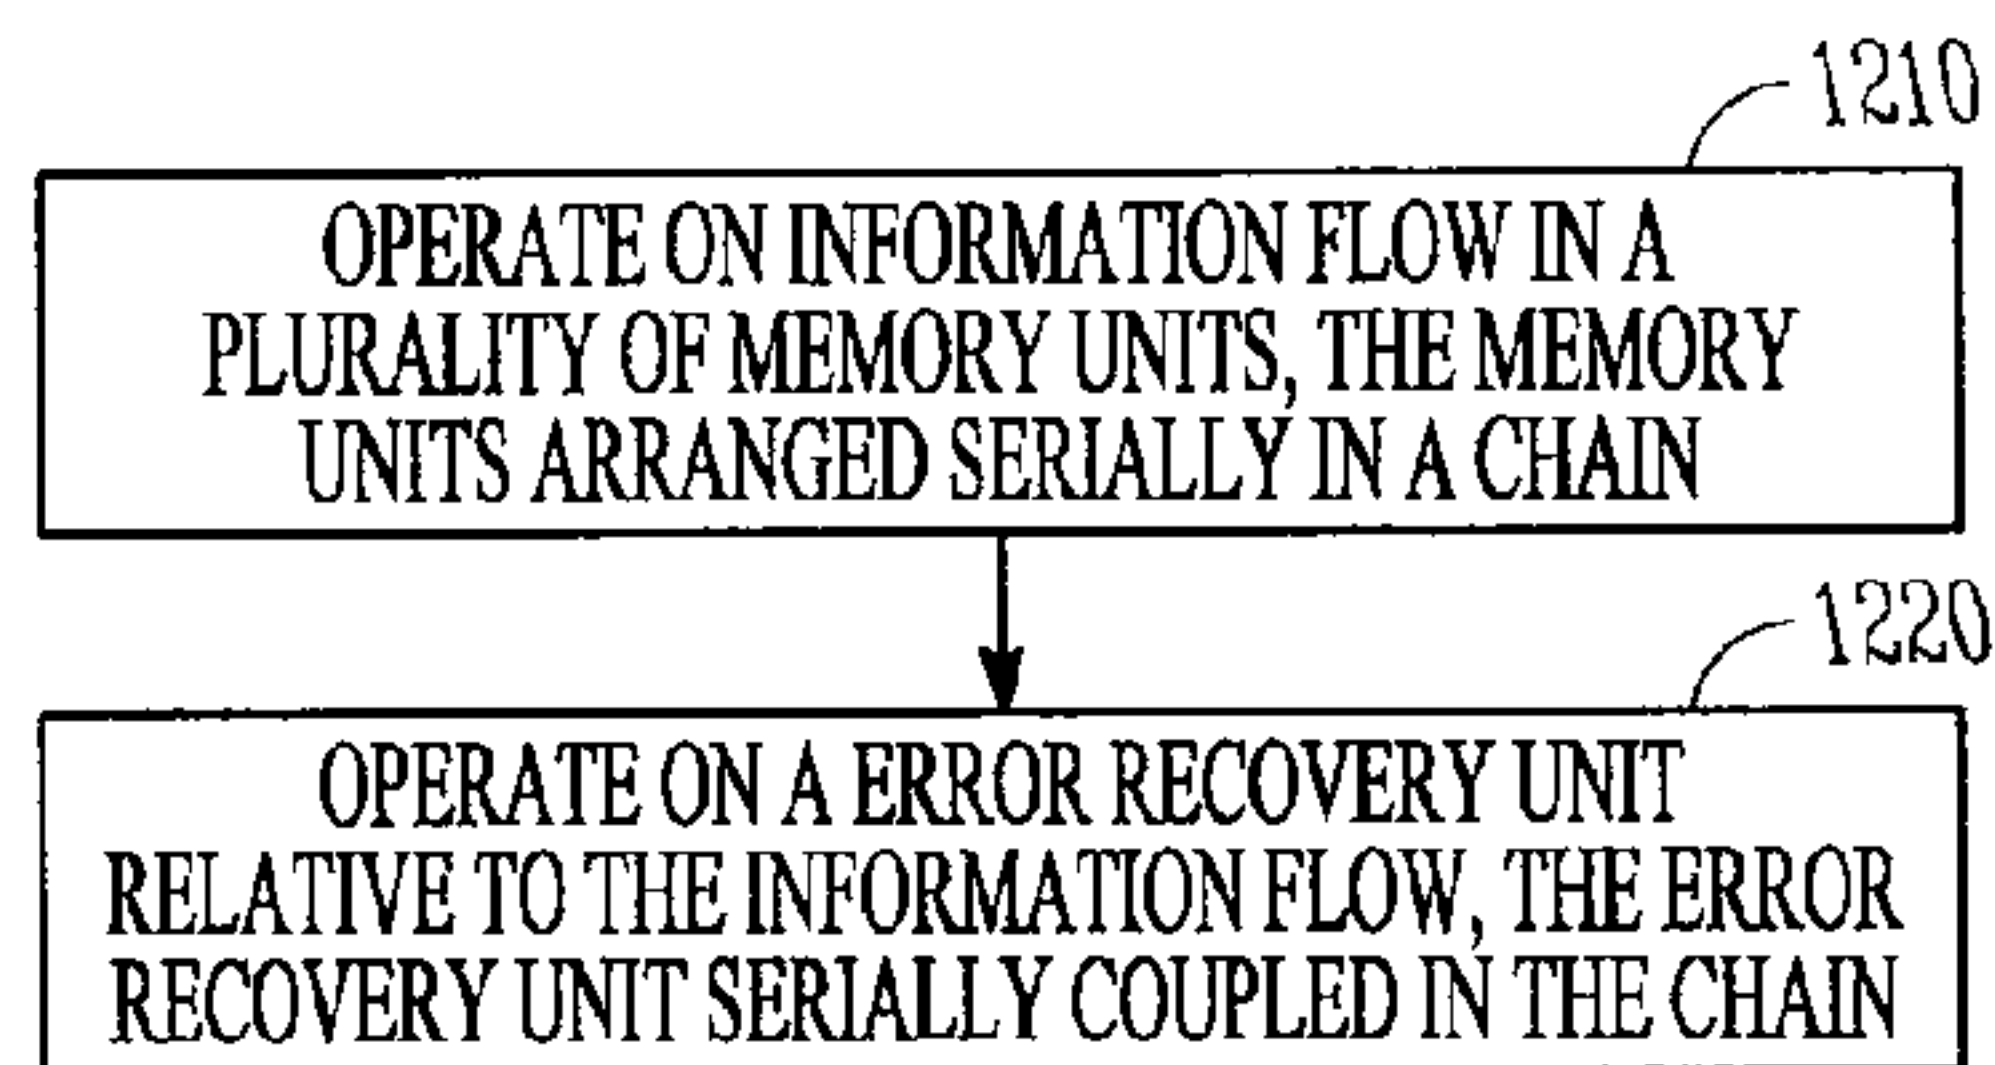 1210
OPERATE ON INFORMATION FLOW IN A
PLURALITY OF MEMORY UNITS, THE MEMORY
UNITS ARRANGED SERIALLY IN A CHAIN
1220
OPERATE ON A ERROR RECOVERY UNIT
RELATIVE TO THE INFORMATION FLOW, THE ERROR
RECOVERY UNIT SERIALLY COUPLED IN THE CHAIN